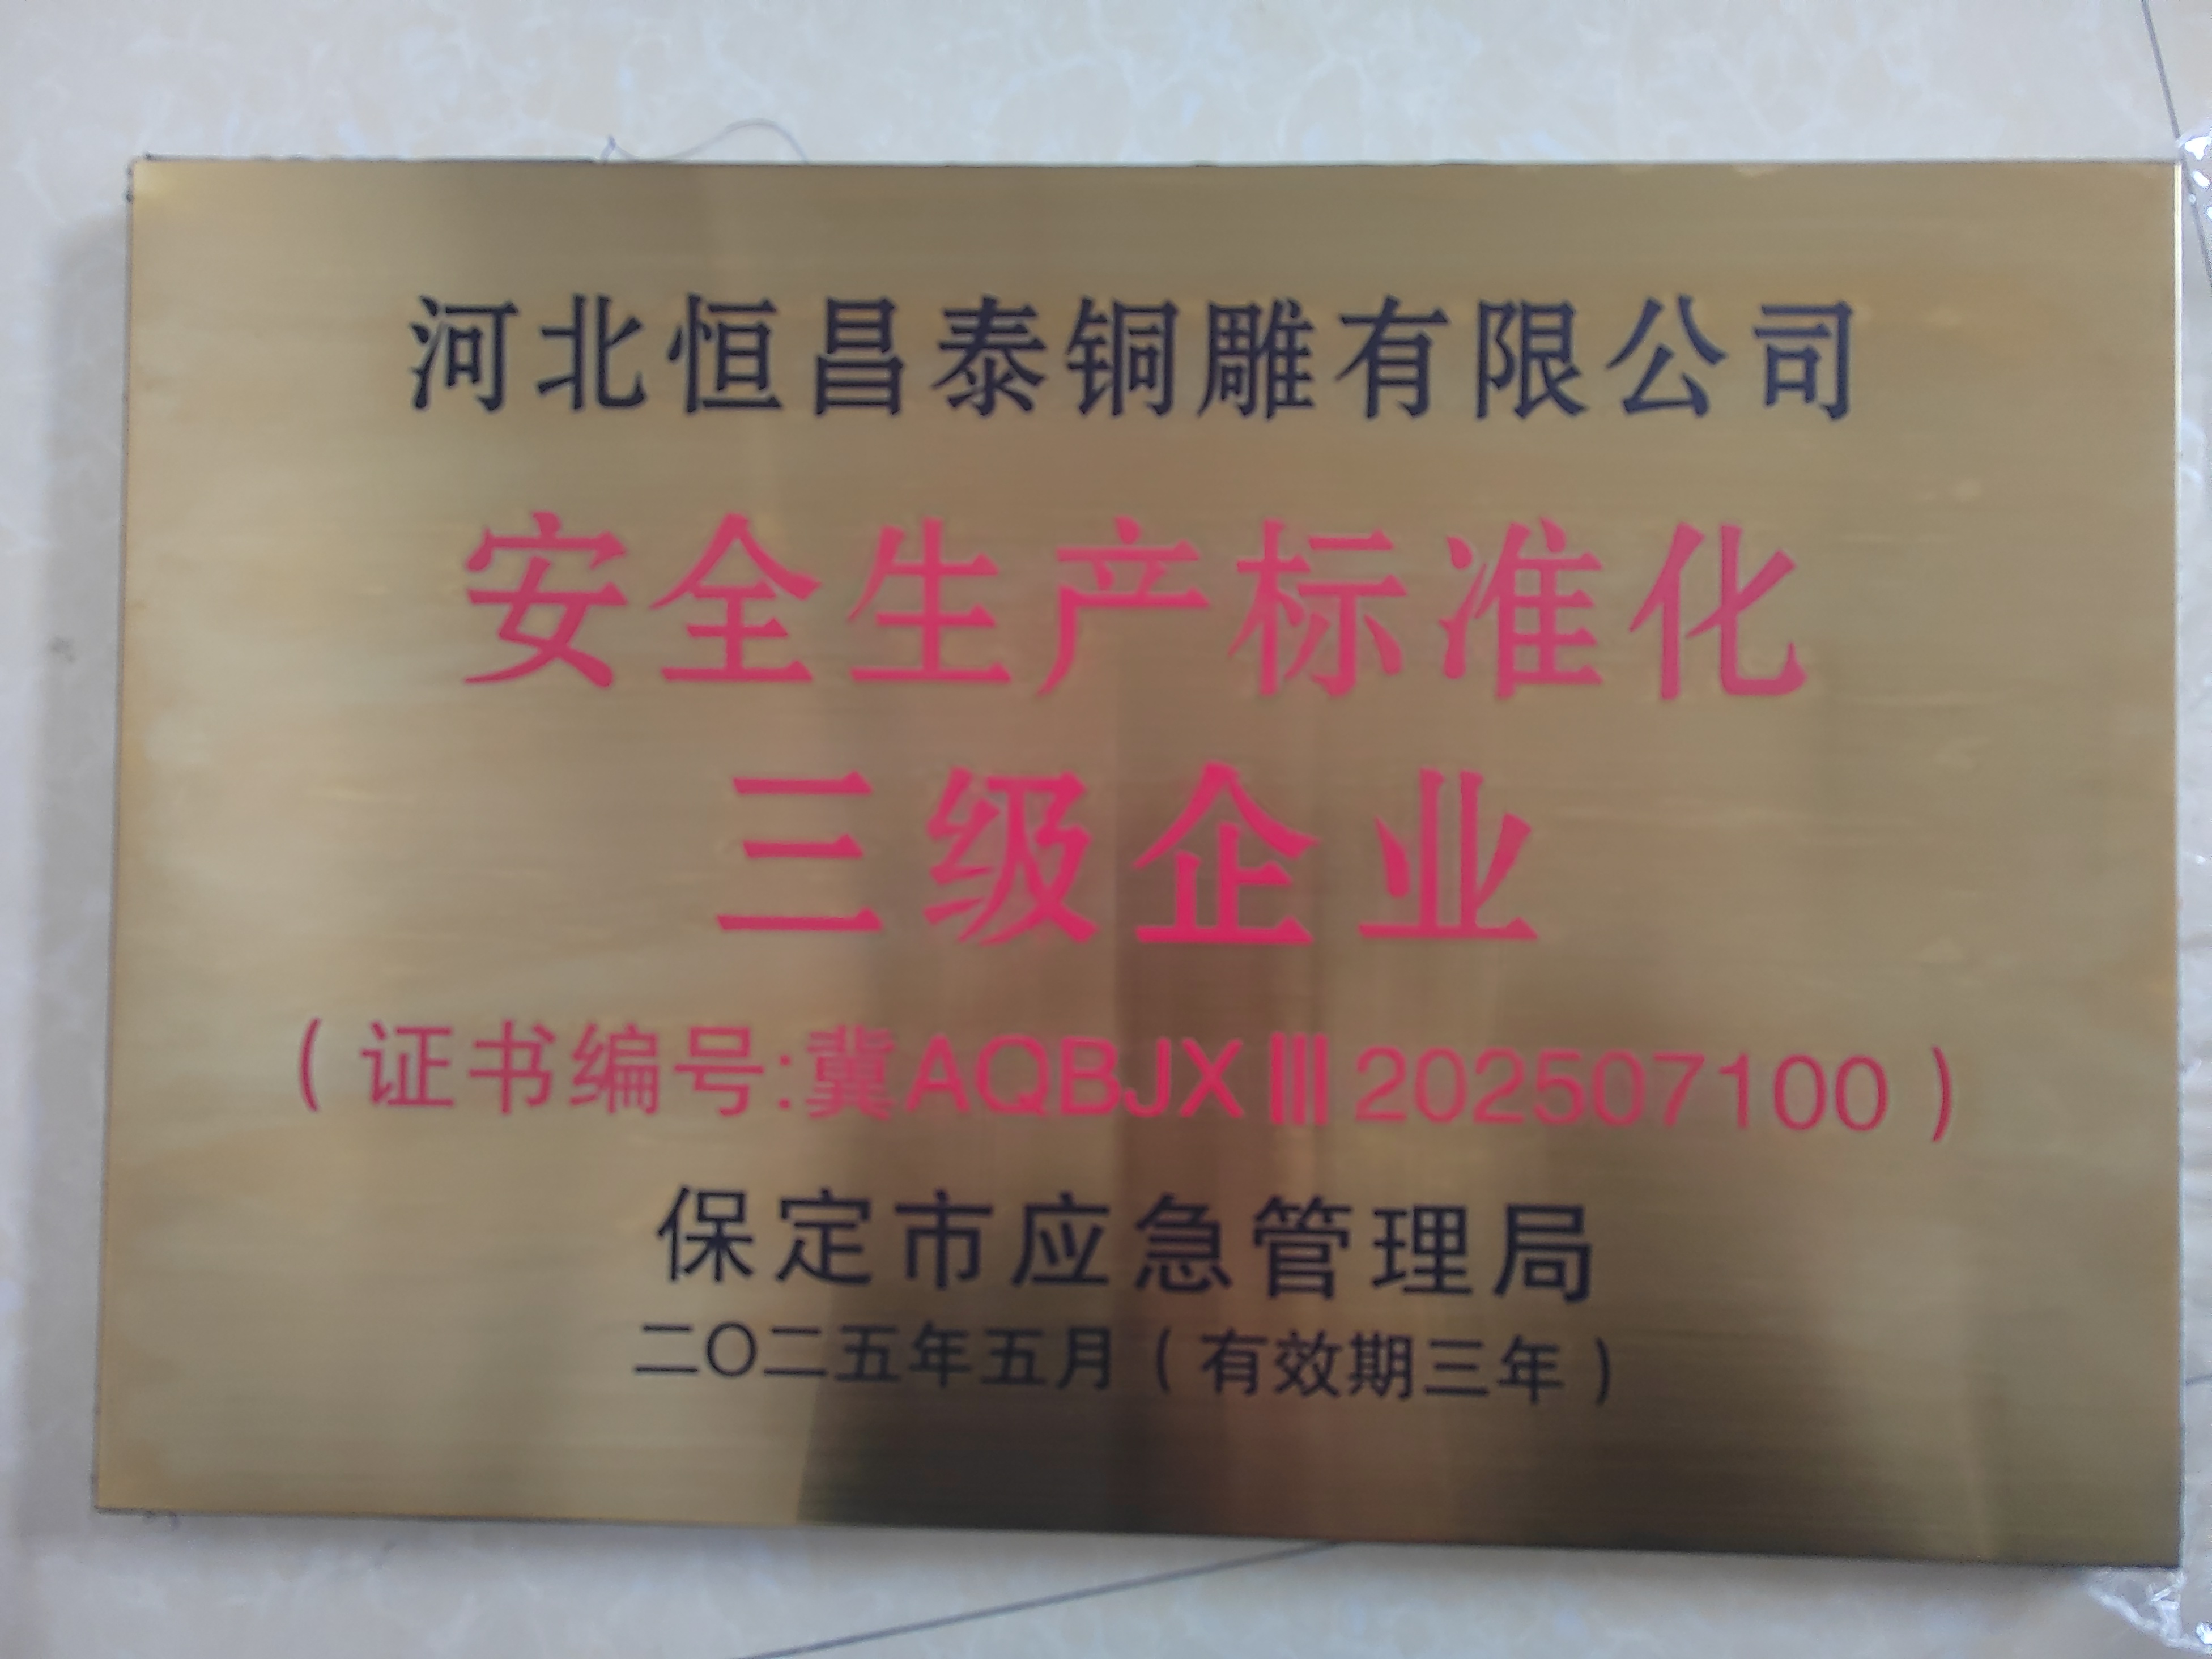 河北恒昌泰铜雕有限公司
安全生产标准化
三级企业
（证书编号:冀AQBJXⅢ202507100）
保定市应急管理局
二〇二五年五月（有效期三年）